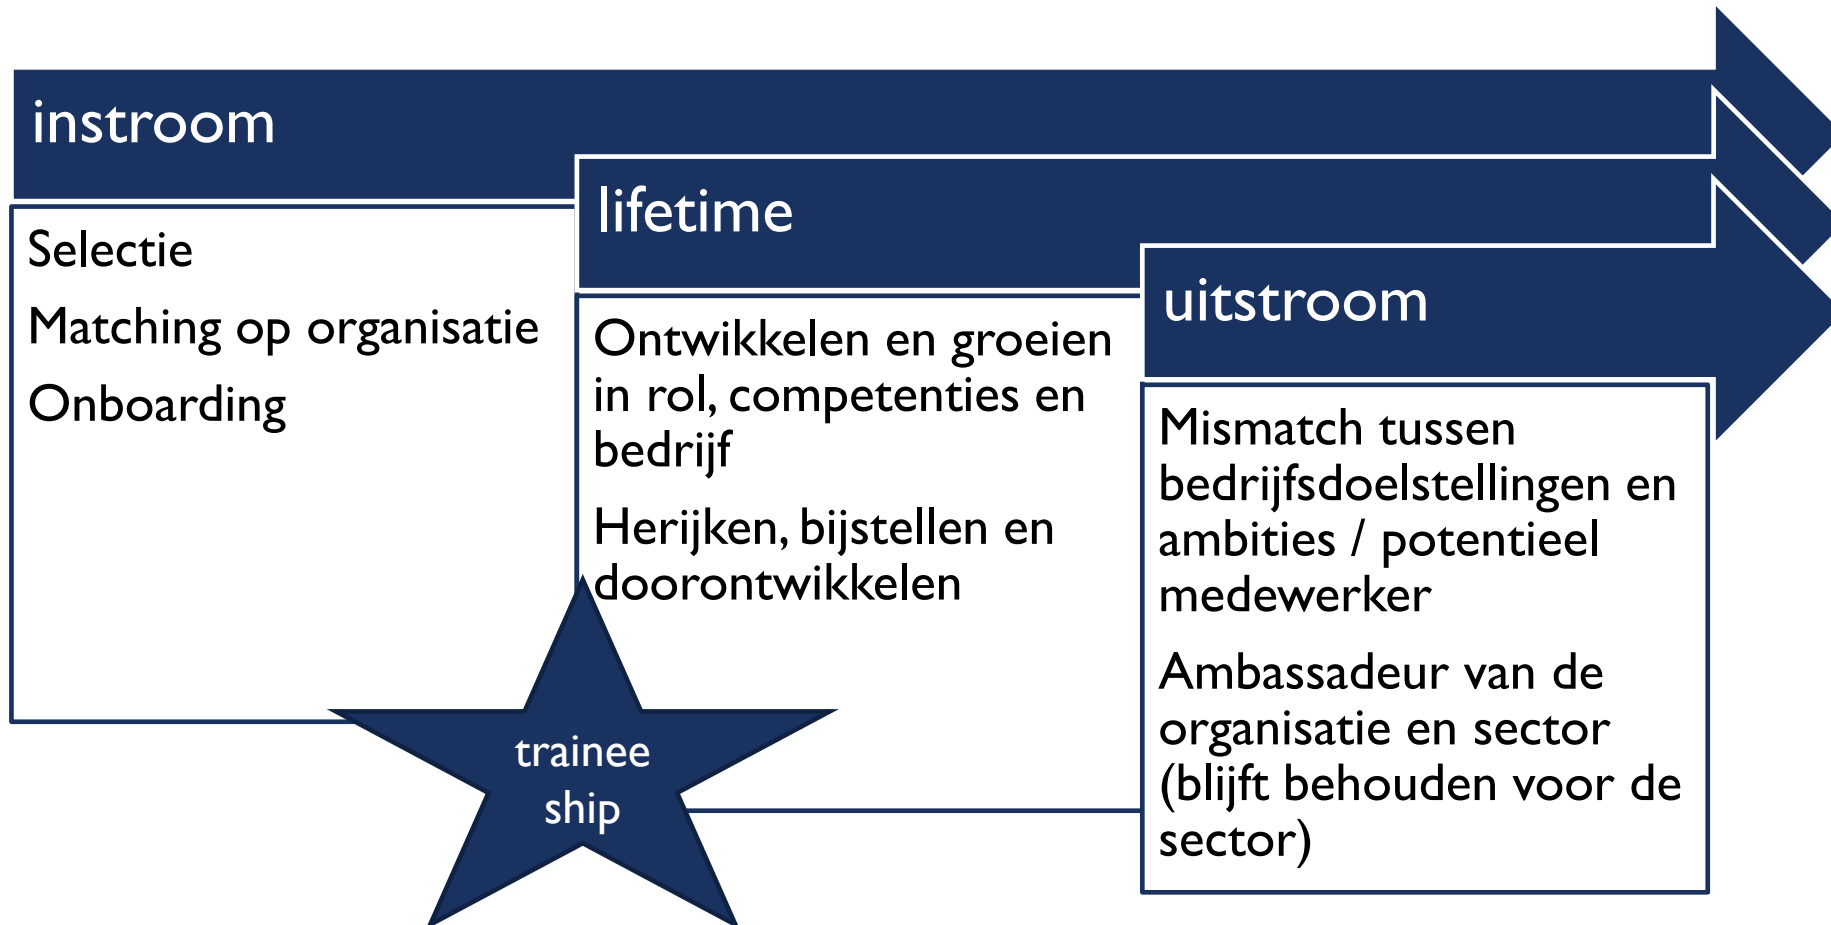 instroom
Selectie
Matching op organisatie
Onboarding
lifetime
Ontwikkelen en groeien
in rol, competenties en
bedrijf
Herijken, bijstellen en
doorontwikkelen
uitstroom
Mismatch tussen
bedrijfsdoelstellingen en
ambities / potentieel
medewerker
Ambassadeur van de
organisatie en sector
(blijft behouden voor de
sector)
trainee
ship